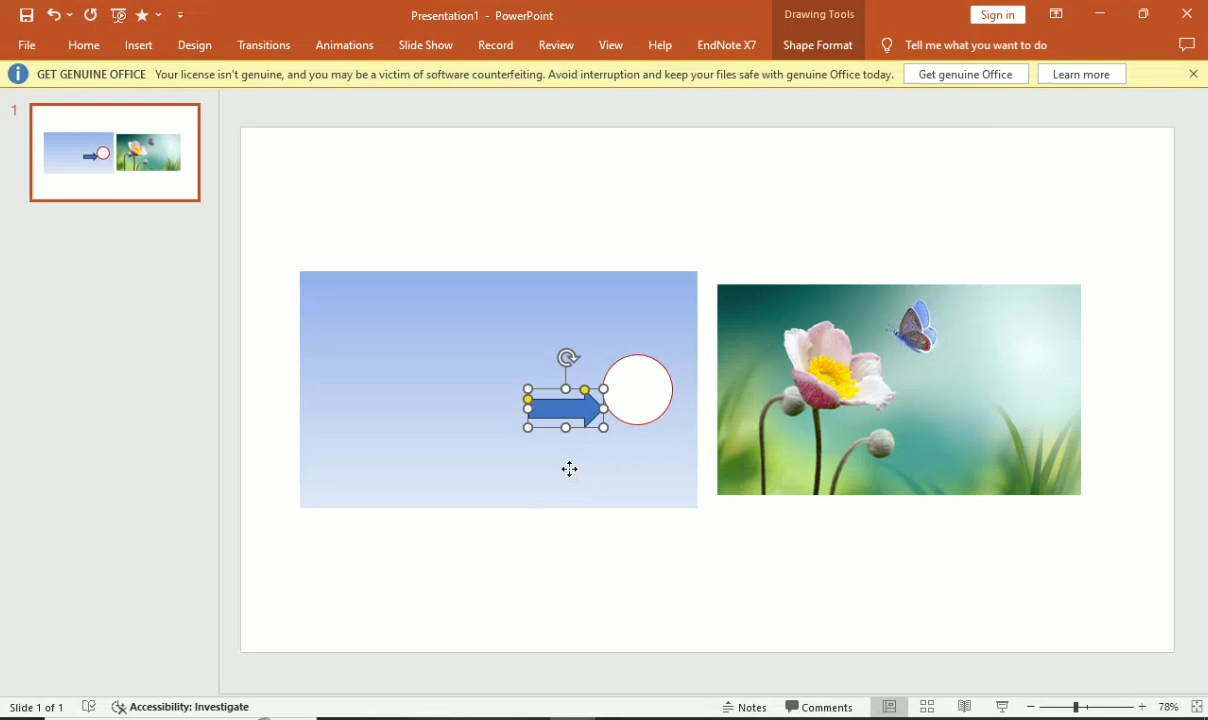 Presentation1 - PowerPoint
Drawing Tools
Sign in
File Home Insert Design Transitions Animations Slide Show Record Review View Help EndNote X7 Shape Format Tell me what you want to do
GET GENUINE OFFICE Your license isn't genuine, and you may be a victim of software counterfeiting. Avoid interruption and keep your files safe with genuine Office today. Get genuine Office Learn more
1
Slide 1 of 1 Accessibility: Investigate Notes Comments 78%